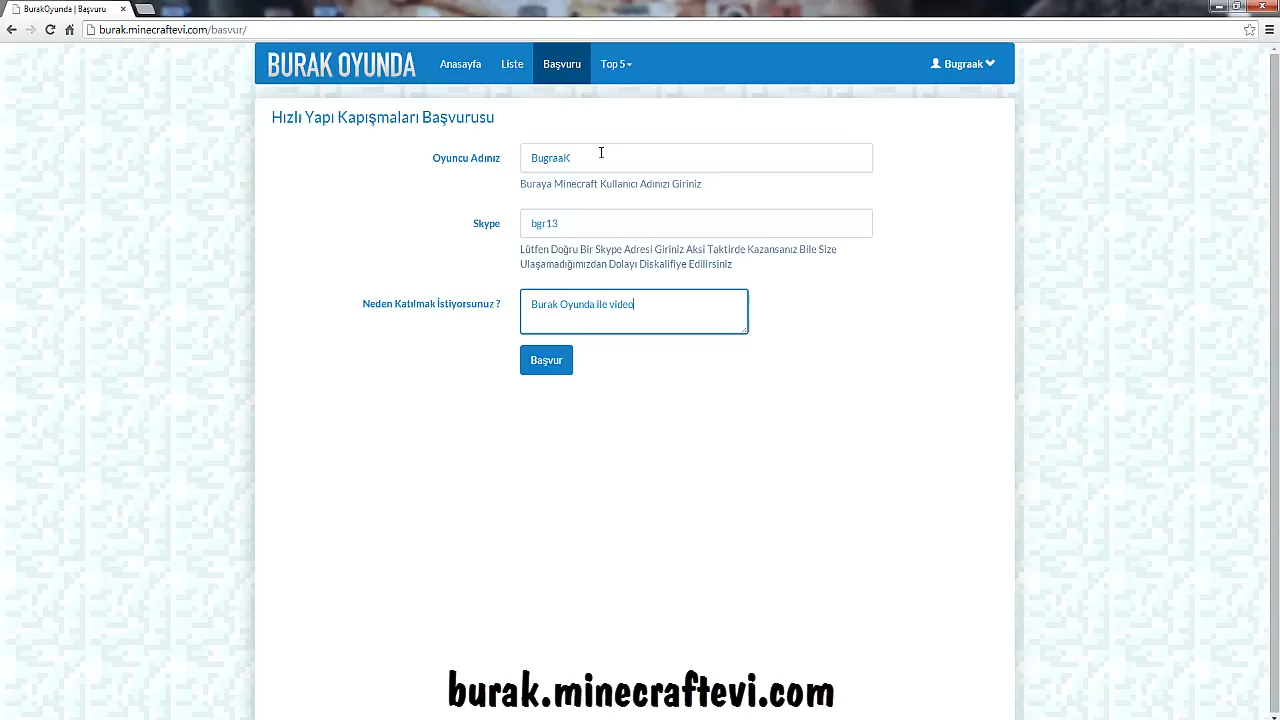 BurakOyunda | Başvuru
burak.minecraftevi.com/basvur/
BURAK OYUNDA Anasayfa Liste Başvuru Top 5 Bugraak
Hızlı Yapı Kapışmaları Başvurusu
Oyuncu Adınız BugraaK
Buraya Minecraft Kullanıcı Adınızı Giriniz
Skype bgr13
Lütfen Doğru Bir Skype Adresi Giriniz Aksi Taktirde Kazansanız Bile Size
Ulaşamadığımızdan Dolayı Diskalifiye Edilirsiniz
Neden Katılmak İstiyorsunuz ? Burak Oyunda ile video
Başvur
burak.minecraftevi.com